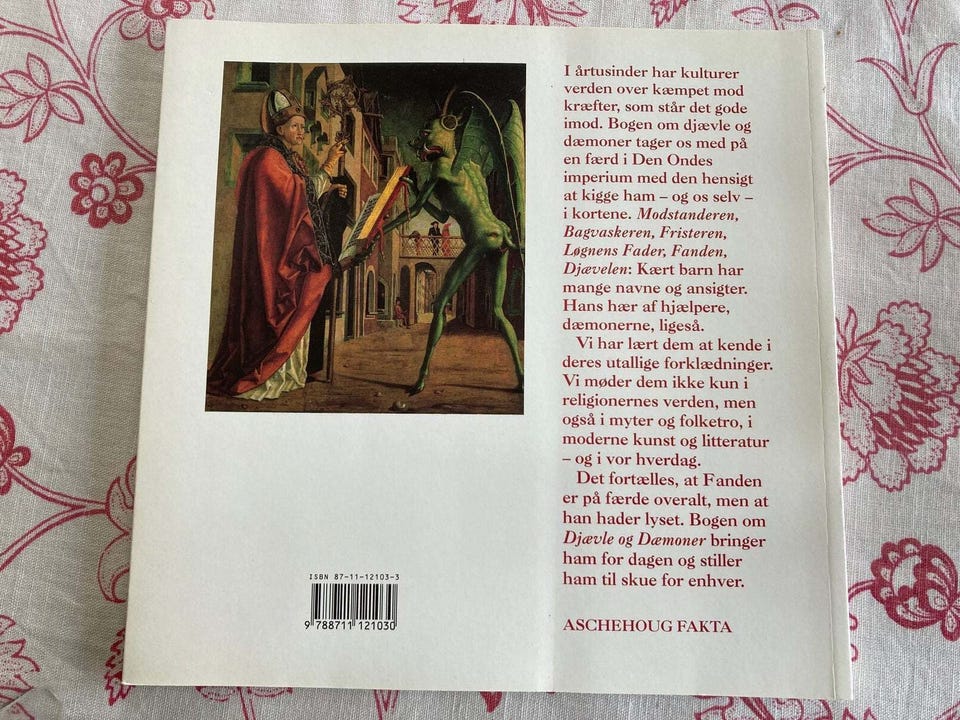 I årtusinder har kulturer
verden over kæmpet mod
kræfter, som står det gode
imod. Bogen om djævle og
dæmoner tager os med på
en færd i Den Ondes
imperium med den hensigt
at kigge ham – og os selv –
i kortene. Modstanderen,
Bagvaskeren, Fristeren,
Løgnens Fader, Fanden,
Djævelen: Kært barn har
mange navne og ansigter.
Hans hær af hjælpere,
dæmonerne, ligeså.
Vi har lært dem at kende i
deres utallige forklædninger.
Vi møder dem ikke kun i
religionernes verden, men
også i myter og folketro, i
moderne kunst og litteratur
– og i vor hverdag.
Det fortælles, at Fanden
er på færde overalt, men at
han hader lyset. Bogen om
Djævle og Dæmoner bringer
ham for dagen og stiller
ham til skue for enhver.
ASCHEHOUG FAKTA
ISBN 87-11-12103-3
9 788711 121030